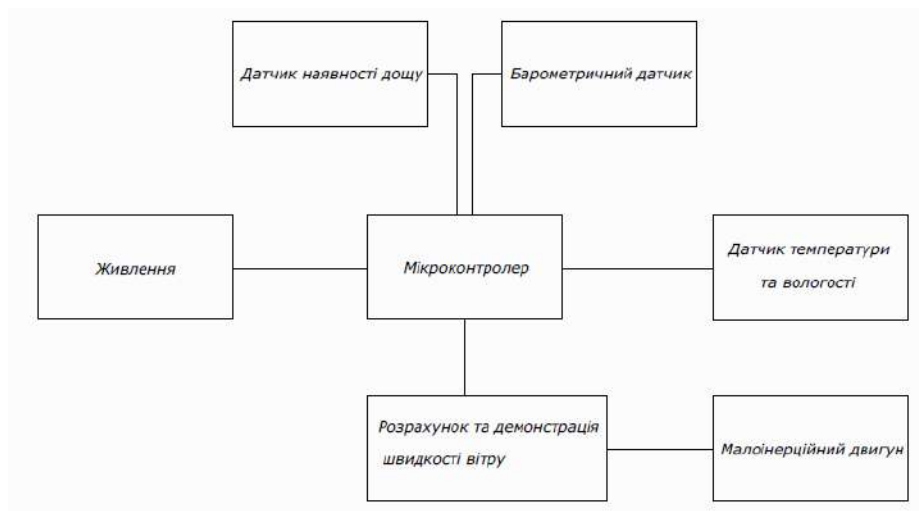 Датчик наявності дощу
Барометричний датчик
Живлення
Мікроконтролер
Датчик температури
та вологості
Розрахунок та демонстрація
швидкості вітру
Малоінерційний двигун